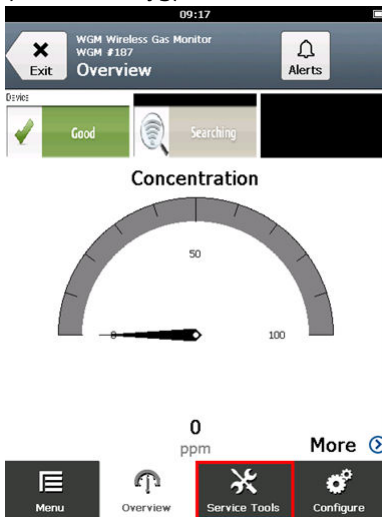 09:17
WGM Wireless Gas Monitor
WGM #187
Exit
Overview
Alerts
Device
Good
Searching
Concentration
50
0
100
0
ppm
More
Menu
Overview
Service Tools
Configure